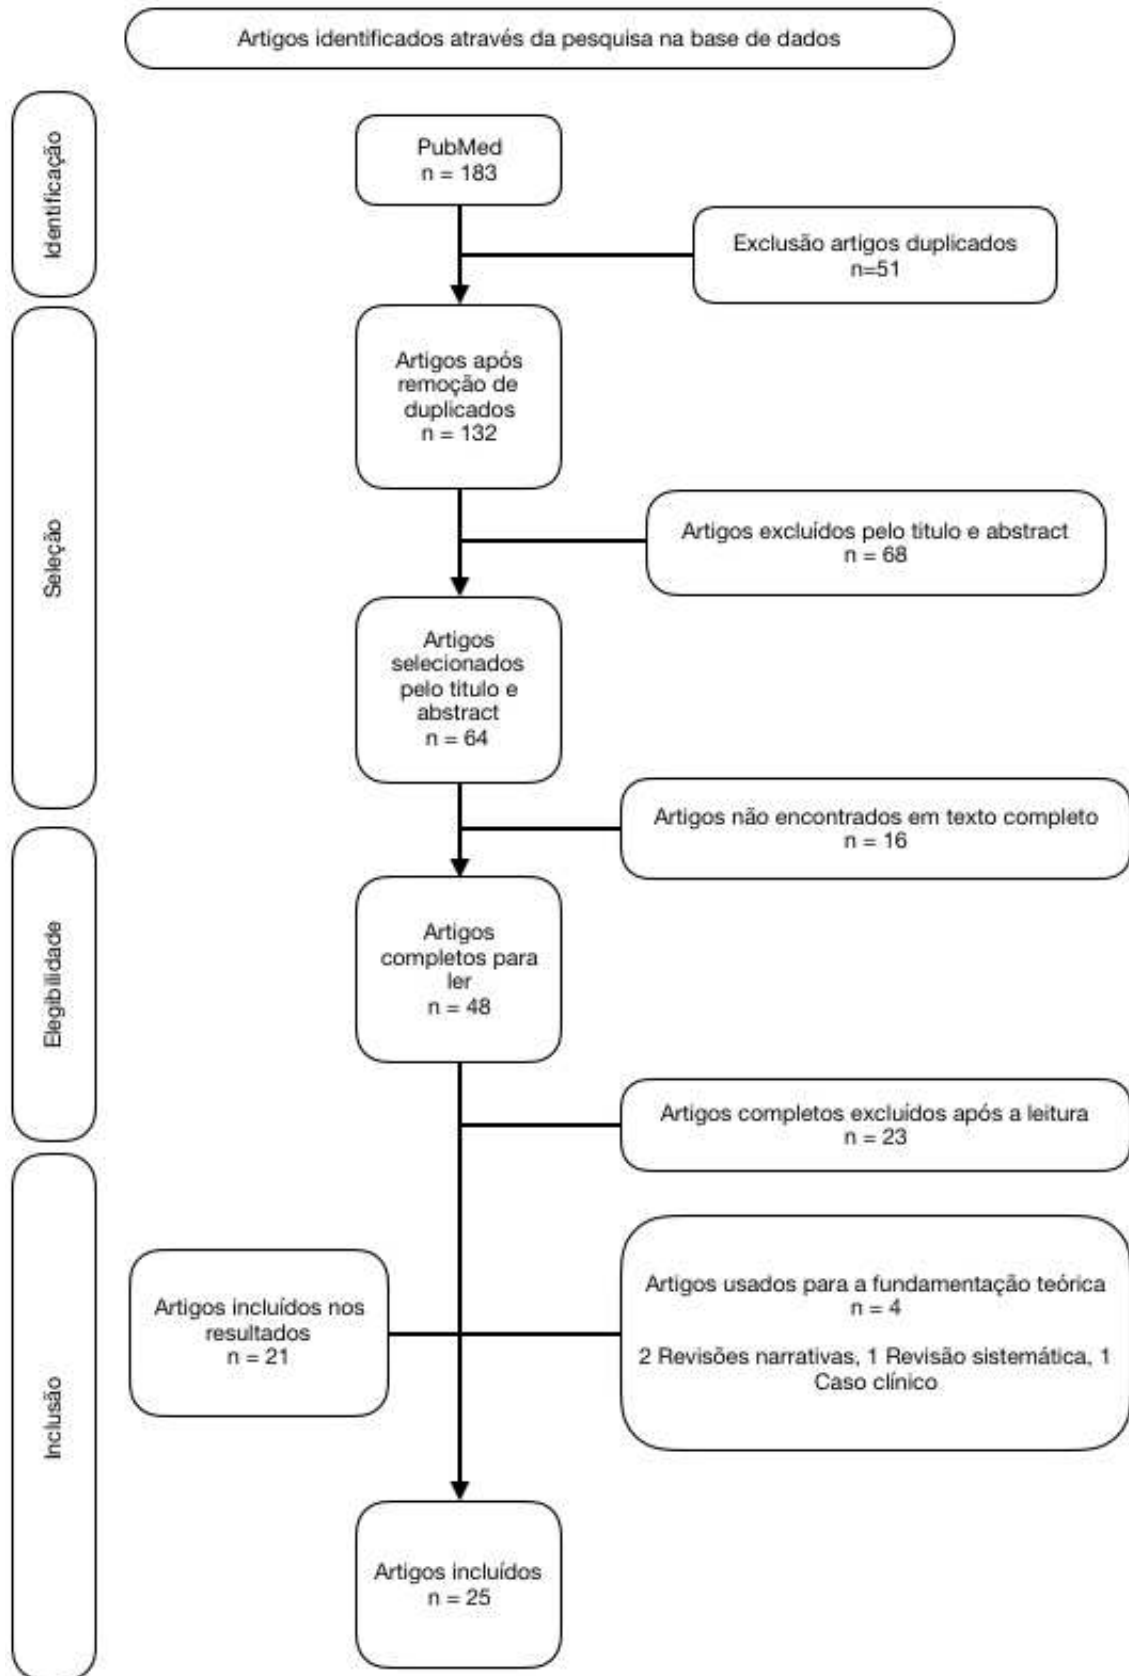 Artigos identificados através da pesquisa na base de dados
Identificação
PubMed
n = 183
Exclusão artigos duplicados
n=51
Seleção
Artigos após
remoção de
duplicados
n = 132
Artigos excluídos pelo titulo e abstract
n = 68
Artigos
selecionados
pelo titulo e
abstract
n = 64
Artigos não encontrados em texto completo
n = 16
Elegibilidade
Artigos
completos para
ler
n = 48
Artigos completos excluídos após a leitura
n = 23
Inclusão
Artigos incluídos nos
resultados
n = 21
Artigos usados para a fundamentação teórica
n = 4
2 Revisões narrativas, 1 Revisão sistemática, 1
Caso clínico
Artigos incluídos
n = 25